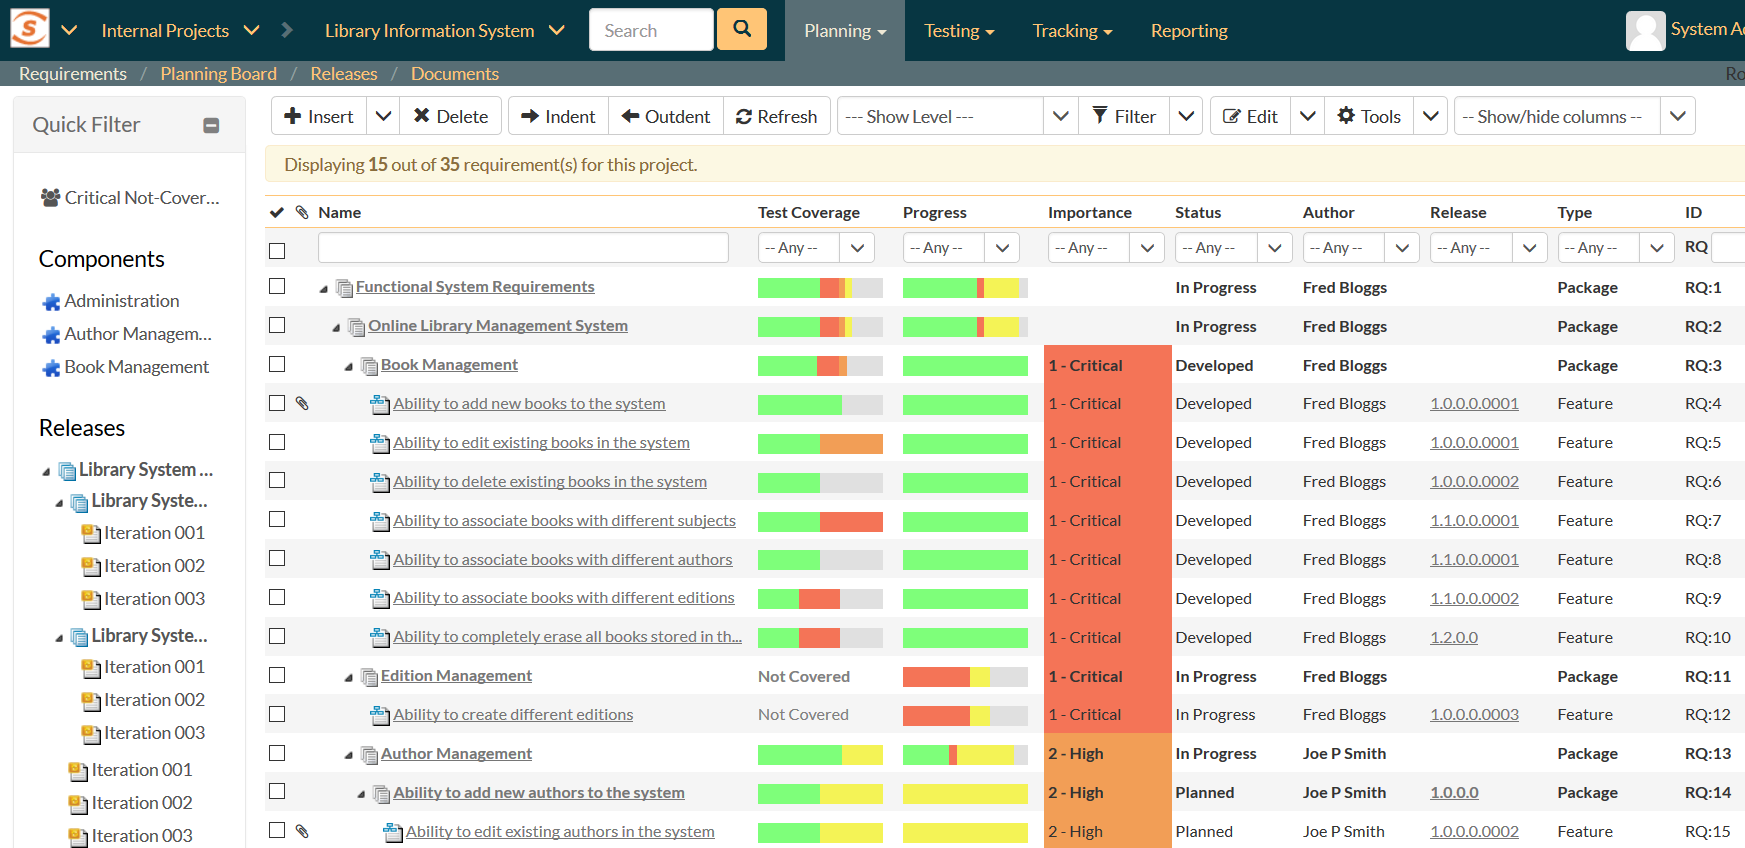 Internal Projects Library Information System Search Planning Testing Tracking Reporting System Ad
Requirements / Planning Board / Releases / Documents Ro
Quick Filter
Critical Not-Cover...
Components
Administration
Author Managem...
Book Management
Releases
Library System ...
Library Syste...
Iteration 001
Iteration 002
Iteration 003
Library Syste...
Iteration 001
Iteration 002
Iteration 003
Iteration 001
Iteration 002
Iteration 003
Insert Delete Indent Outdent Refresh --- Show Level --- Filter Edit Tools -- Show/hide columns --
Displaying 15 out of 35 requirement(s) for this project.
Name Test Coverage Progress Importance Status Author Release Type ID
-- Any -- -- Any -- -- Any -- -- Any -- -- Any -- -- Any -- -- Any -- RQ
Functional System Requirements In Progress Fred Bloggs Package RQ:1
Online Library Management System In Progress Fred Bloggs Package RQ:2
Book Management 1 - Critical Developed Fred Bloggs Package RQ:3
Ability to add new books to the system 1 - Critical Developed Fred Bloggs 1.0.0.0.0001 Feature RQ:4
Ability to edit existing books in the system 1 - Critical Developed Fred Bloggs 1.0.0.0.0001 Feature RQ:5
Ability to delete existing books in the system 1 - Critical Developed Fred Bloggs 1.0.0.0.0002 Feature RQ:6
Ability to associate books with different subjects 1 - Critical Developed Fred Bloggs 1.1.0.0.0001 Feature RQ:7
Ability to associate books with different authors 1 - Critical Developed Fred Bloggs 1.1.0.0.0001 Feature RQ:8
Ability to associate books with different editions 1 - Critical Developed Fred Bloggs 1.1.0.0.0002 Feature RQ:9
Ability to completely erase all books stored in th... 1 - Critical Developed Fred Bloggs 1.2.0.0 Feature RQ:10
Edition Management Not Covered 1 - Critical In Progress Fred Bloggs Package RQ:11
Ability to create different editions Not Covered 1 - Critical In Progress Fred Bloggs 1.0.0.0.0003 Feature RQ:12
Author Management 2 - High In Progress Joe P Smith Package RQ:13
Ability to add new authors to the system 2 - High Planned Joe P Smith 1.0.0.0 Package RQ:14
Ability to edit existing authors in the system 2 - High Planned Joe P Smith 1.0.0.0.0002 Feature RQ:15